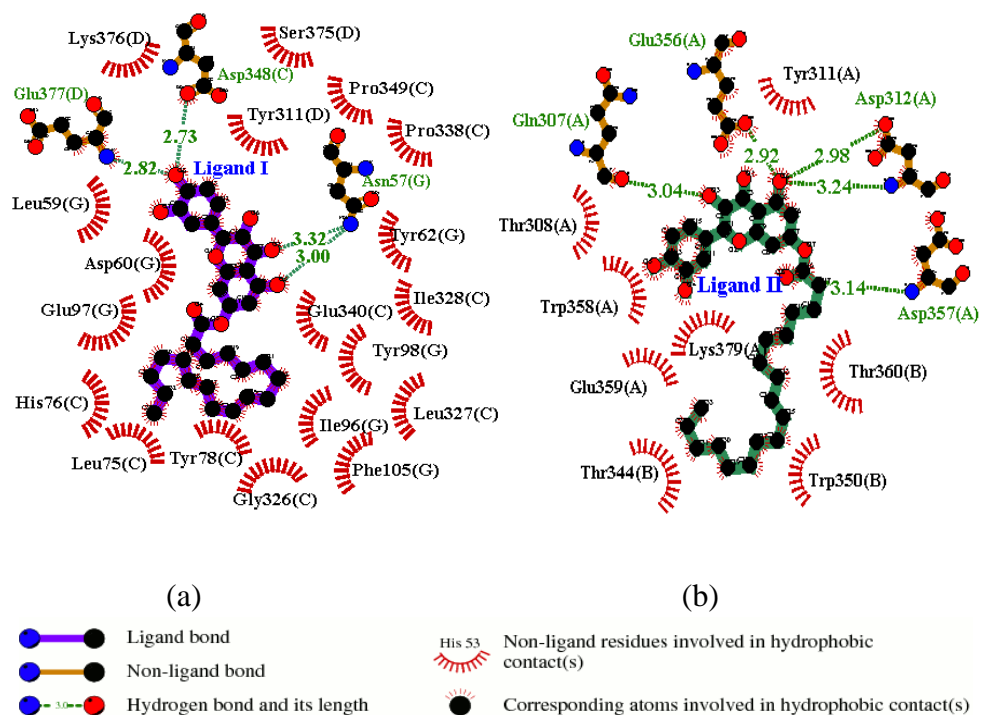 Lys376(D)
Ser375(D)
Asp348(C)
Glu377(D)
Pro349(C)
Tyr311(D)
Pro338(C)
2.73
2.82
Ligand I
Asn57(G)
Leu59(G)
3.32
3.00
Tyr62(G)
Asp60(G)
Glu97(G)
Glu340(C)
Ile328(C)
Tyr98(G)
His76(C)
Ile96(G)
Leu327(C)
Leu75(C)
Tyr78(C)
Phe105(G)
Gly326(C)
(a)
Glu356(A)
Tyr311(A)
Gln307(A)
Asp312(A)
2.92
2.98
3.04
3.24
Thr308(A)
Ligand II
3.14
Asp357(A)
Trp358(A)
Lys379(A)
Glu359(A)
Thr360(B)
Thr344(B)
Trp350(B)
(b)
Ligand bond
Non-ligand bond
3.0
Hydrogen bond and its length
His 53
Non-ligand residues involved in hydrophobic
contact(s)
Corresponding atoms involved in hydrophobic contact(s)